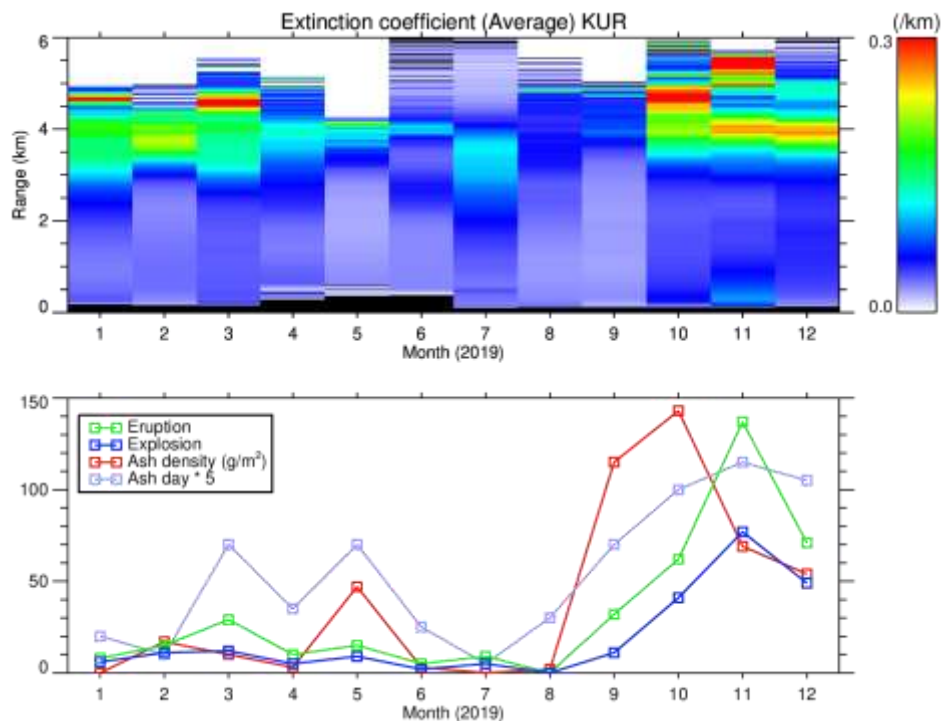 Extinction coefficient (Average) KUR
(/km)
6
4
2
0
Range (km)
0.3
0.0
1 2 3 4 5 6 7 8 9 10 11 12
Month (2019)
150
100
50
0
Eruption
Explosion
Ash density (g/m²)
Ash day * 5
1 2 3 4 5 6 7 8 9 10 11 12
Month (2019)